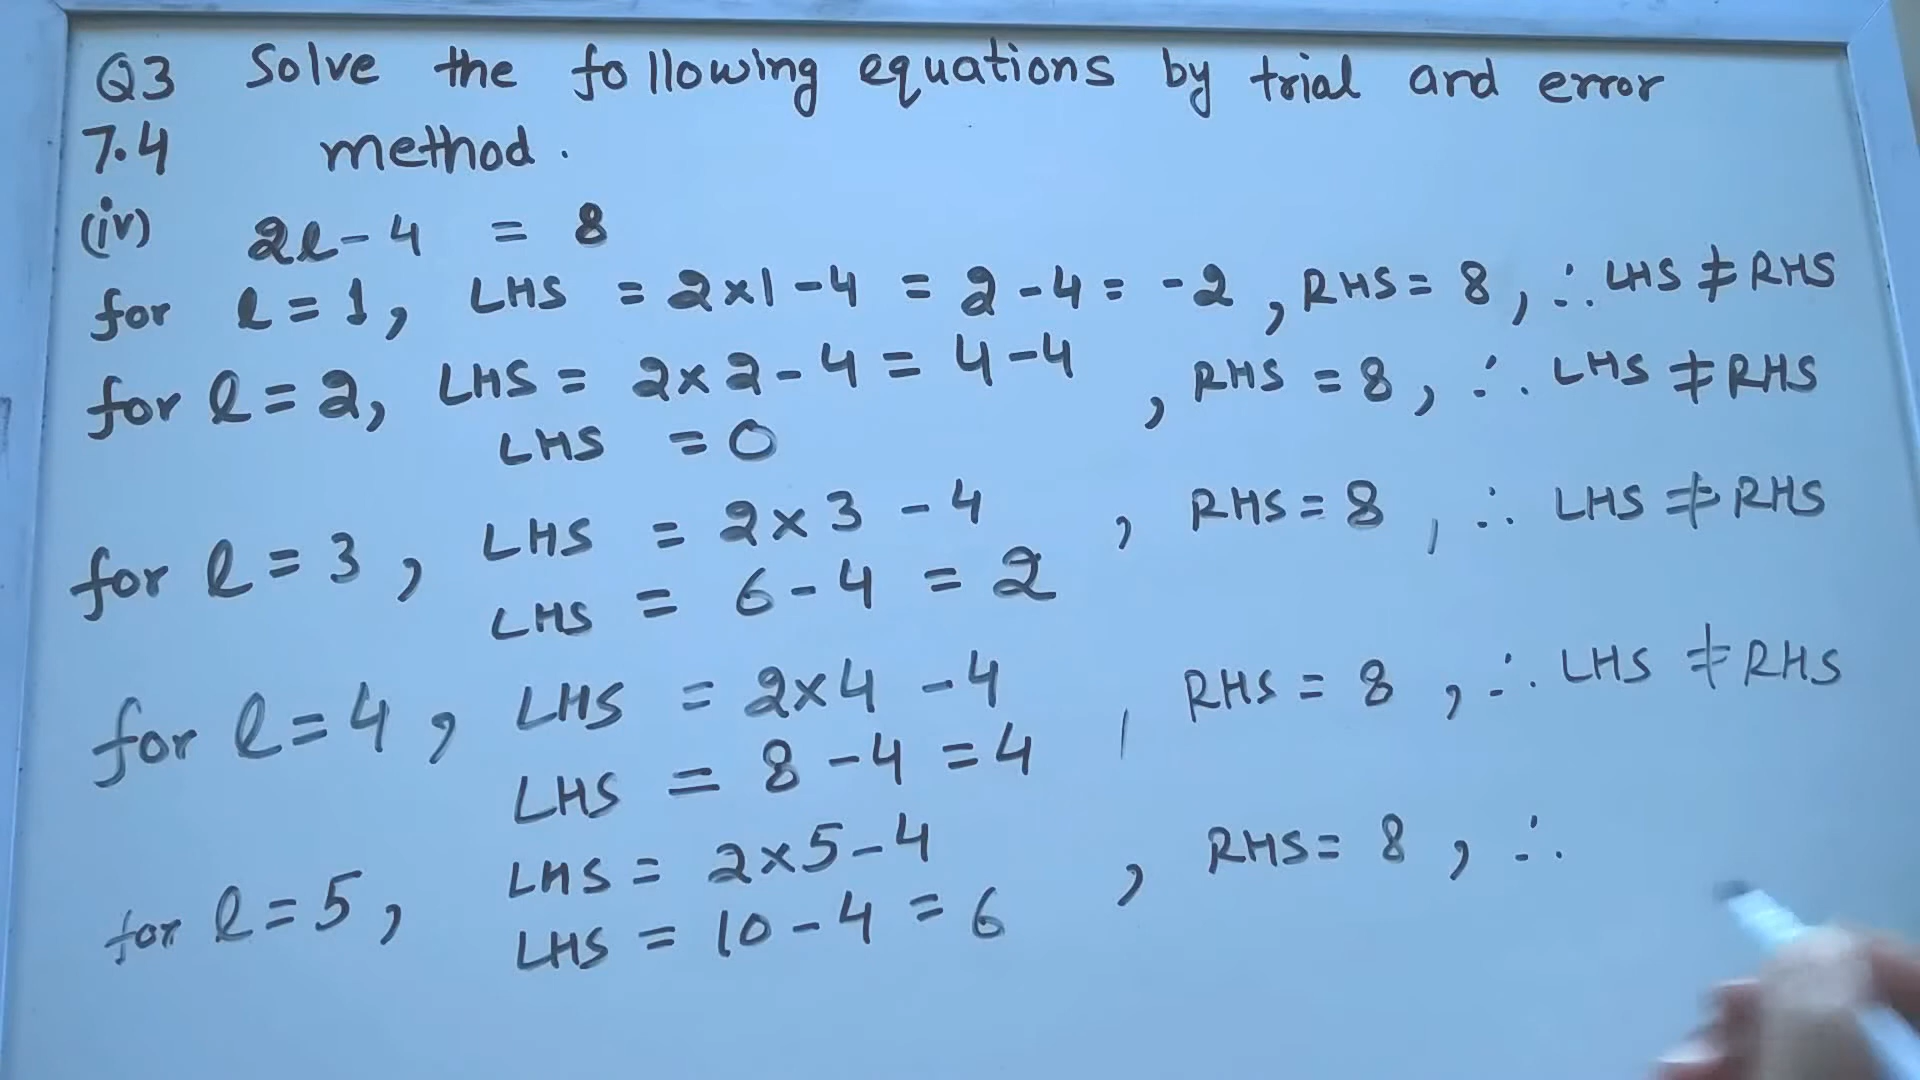 Q3 Solve the following equations by trial and error
7.4 method.
(iv) 2l - 4 = 8
for l = 1, LHS = 2×1-4 = 2-4 = -2, RHS = 8, ∴ LHS ≠ RHS
for l = 2, LHS = 2×2-4 = 4-4, RHS = 8, ∴ LHS ≠ RHS
LHS = 0
for l = 3, LHS = 2×3-4, RHS = 8, ∴ LHS ≠ RHS
LHS = 6-4 = 2
for l = 4, LHS = 2×4-4, RHS = 8, ∴ LHS ≠ RHS
LHS = 8-4 = 4
for l = 5, LHS = 2×5-4, RHS = 8, ∴
LHS = 10-4 = 6